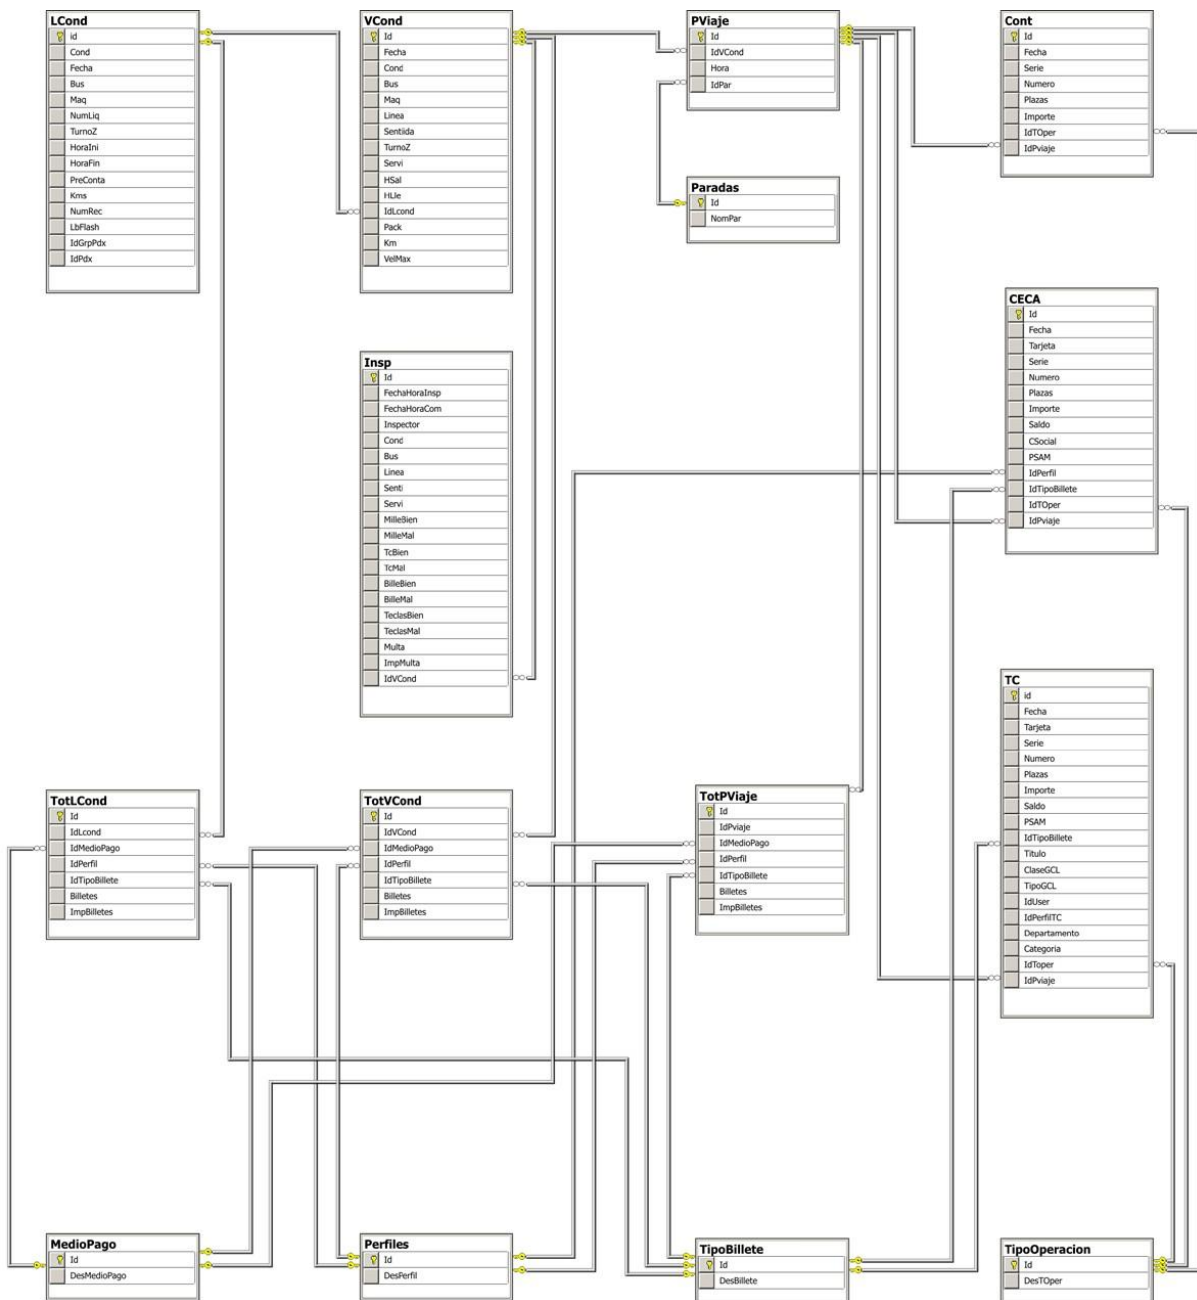 LCond
id
Cond
Fecha
Bus
Maq
NumLiq
TurnoZ
HoraIni
HoraFin
PreConta
Kms
NumRec
LbFlash
IdGrpPdx
IdPdx
VCond
Id
Fecha
Cond
Bus
Maq
Linea
Sentiida
TurnoZ
Servi
HSal
HLle
IdLcond
Pack
Km
VelMax
PViaje
Id
IdVCond
Hora
IdPar
Cont
Id
Fecha
Serie
Numero
Plazas
Importe
IdTOper
IdPviaje
Paradas
Id
NomPar
CECA
Id
Fecha
Tarjeta
Serie
Numero
Plazas
Importe
Saldo
CSocial
PSAM
IdPerfil
IdTipoBillete
IdTOper
IdPviaje
Insp
Id
FechaHoraInsp
FechaHoraCom
Inspector
Cond
Bus
Linea
Senti
Servi
MilleBien
MilleMal
TcBien
TcMal
BilleBien
BilleMal
TeclasBien
TeclasMal
Multa
ImpMulta
IdVCond
TC
id
Fecha
Tarjeta
Serie
Numero
Plazas
Importe
Saldo
PSAM
IdTipoBillete
Titulo
ClaseGCL
TipoGCL
IdUser
IdPerfilTC
Departamento
Categoria
IdToper
IdPviaje
TotLCond
Id
IdLcond
IdMedioPago
IdPerfil
IdTipoBillete
Billetes
ImpBilletes
TotVCond
Id
IdVCond
IdMedioPago
IdPerfil
IdTipoBillete
Billetes
ImpBilletes
TotPViaje
Id
IdPviaje
IdMedioPago
IdPerfil
IdTipoBillete
Billetes
ImpBilletes
MedioPago
Id
DesMedioPago
Perfiles
Id
DesPerfil
TipoBillete
Id
DesBillete
TipoOperacion
Id
DesTOper